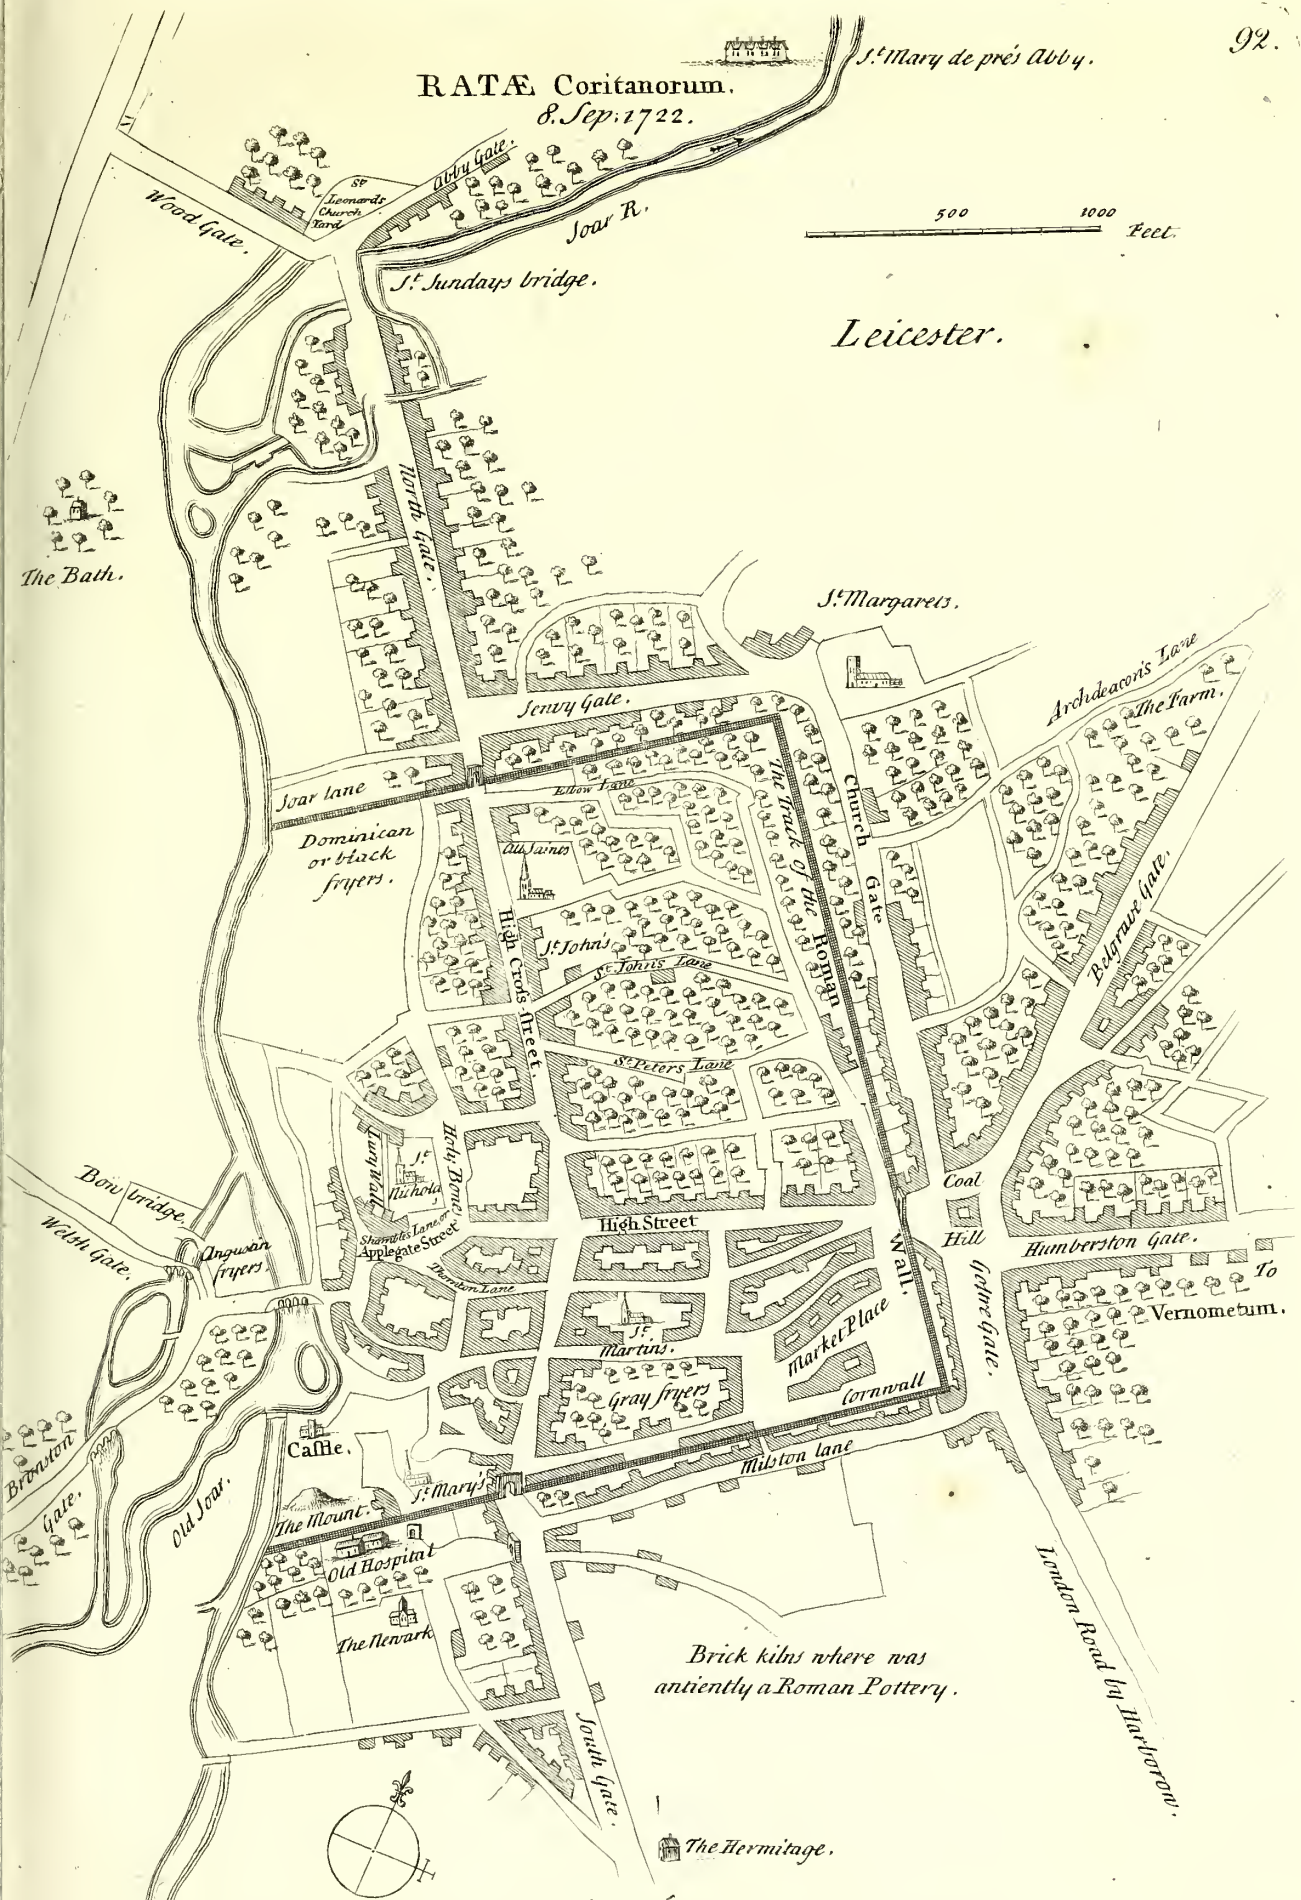 92.
St. Mary de prés Abby.
RATÆ Coritanorum.
8. Sep: 1722.
Abby Gate.
St
Leonards
Church
Yard
Wood Gate.
Soar R.
500 1000
Feet.
St. Sundays bridge.
Leicester.
North Gate.
The Bath.
St. Margarets.
Archdeacon's Lane
The Farm.
Senvy Gate.
Soar lane
Elbow Lane
The Track of the Roman Wall.
Church Gate
Dominican
or black
fryers.
All Saints
Belgrave Gate.
High Cross street.
St. John's
St. John's Lane
St. Peters Lane
Holy Bones
St.
Nichols
Bow bridge.
Coal
Hill
High Street
Shambles Lane or
Applegate Street
Welsh Gate.
Angustn
fryers.
Humberston Gate.
To
Vernometum.
Thornton Lane
Goltre Gate.
St.
Martins.
Market Place
Gray fryers
Cornwall
Castle.
Bronston
Gate.
Milston lane
St. Mary's
Old Soar.
The Mount.
Old Hospital
The Newark
London Road by Harborow.
Brick kilns where was
antiently a Roman Pottery.
South Gate.
The Hermitage.